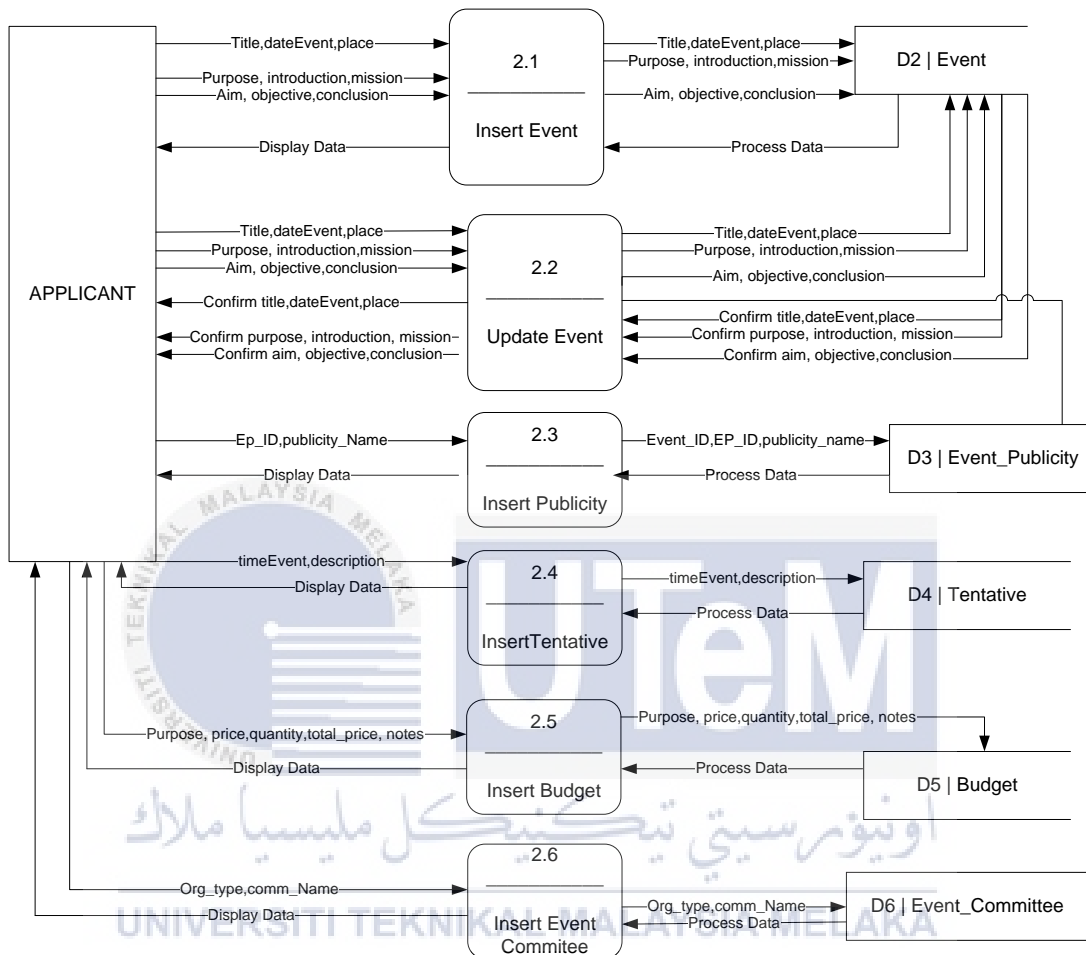 Title,dateEvent,place
2.1
Title,dateEvent,place
D2 | Event
Purpose, introduction,mission
Purpose, introduction,mission
Aim, objective,conclusion
Aim, objective,conclusion
Insert Event
Display Data
Process Data
APPLICANT
Title,dateEvent,place
Title,dateEvent,place
Purpose, introduction,mission
Purpose, introduction,mission
Aim, objective,conclusion
2.2
Aim, objective,conclusion
Confirm title,dateEvent,place
Confirm title,dateEvent,place
Confirm purpose, introduction, mission
Update Event
Confirm purpose, introduction, mission
Confirm aim, objective,conclusion
Confirm aim, objective,conclusion
Ep_ID,publicity_Name
2.3
Event_ID,EP_ID,publicity_name
D3 | Event_Publicity
Display Data
Process Data
Insert Publicity
timeEvent,description
2.4
timeEvent,description
D4 | Tentative
Display Data
Process Data
InsertTentative
Purpose, price,quantity,total_price, notes
2.5
Purpose, price,quantity,total_price, notes
Display Data
Process Data
Insert Budget
D5 | Budget
2.6
Org_type,comm_Name
Org_type,comm_Name
D6 | Event_Committee
Display Data
Process Data
Insert Event
Commitee
UNIVERSITI TEKNIKAL MALAYSIA MELAKA
UTeM
اونيۏرسيتي تيكنيكل مليسيا ملاك
UNIVERSITI TEKNIKAL MALAYSIA MELAKA